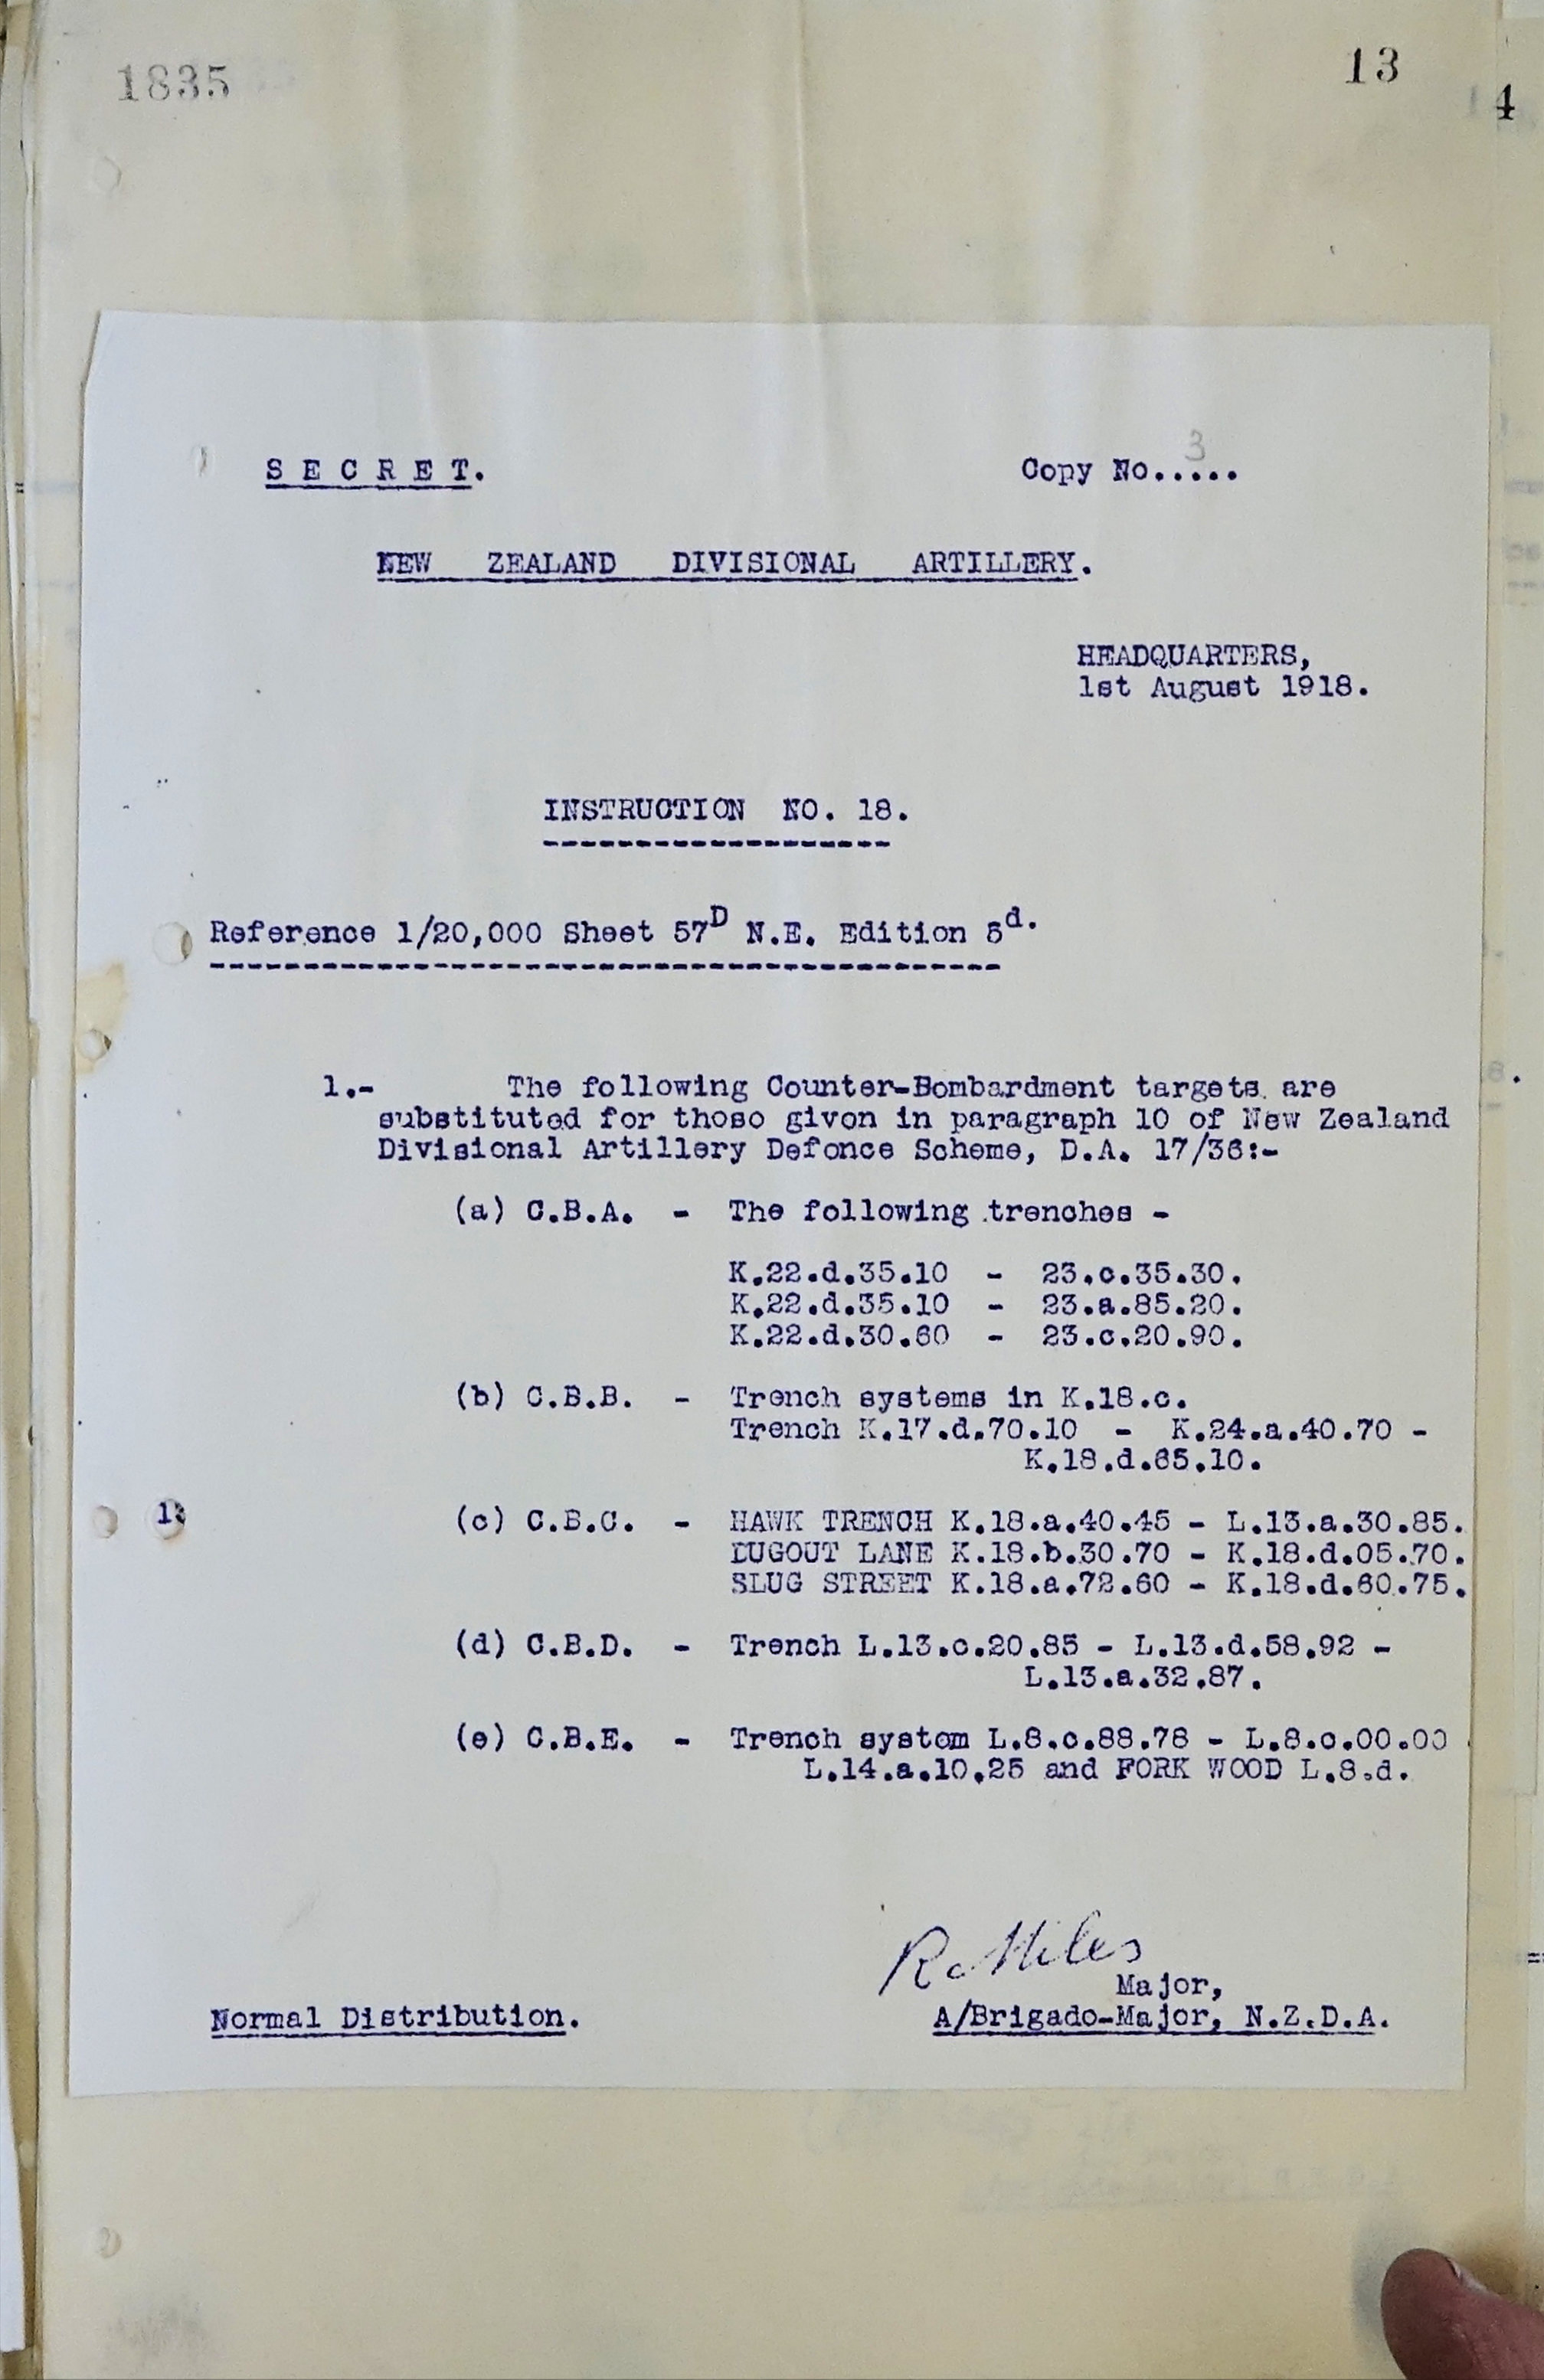 1835
13
4
3
S E C R E T.    Copy No.....
NEW ZEALAND DIVISIONAL ARTILLERY.
HEADQUARTERS,
1st August 1918.
INSTRUCTION NO. 18.
Reference 1/20,000 Sheet 57D N.E. Edition 5d.
1.- The following Counter-Bombardment targets are
substituted for those given in paragraph 10 of New Zealand
Divisional Artillery Defence Scheme, D.A. 17/36:-
(a) C.B.A. - The following trenches -
K.22.d.35.10 - 23.c.35.30.
K.22.d.35.10 - 23.a.85.20.
K.22.d.30.60 - 23.c.20.90.
(b) C.B.B. - Trench systems in K.18.c.
Trench K.17.d.70.10 - K.24.a.40.70 -
K.18.d.65.10.
(c) C.B.C. - HAWK TRENCH K.18.a.40.45 - L.13.a.30.85.
DUGOUT LANE K.18.b.30.70 - K.18.d.05.70.
SLUG STREET K.18.a.72.60 - K.18.d.60.75.
(d) C.B.D. - Trench L.13.c.20.85 - L.13.d.58.92 -
L.13.a.32.87.
(e) C.B.E. - Trench system L.8.c.88.78 - L.8.c.00.00
L.14.a.10.25 and FORK WOOD L.8.d.
R. Miles
Major,
Normal Distribution.    A/Brigade-Major, N.Z.D.A.